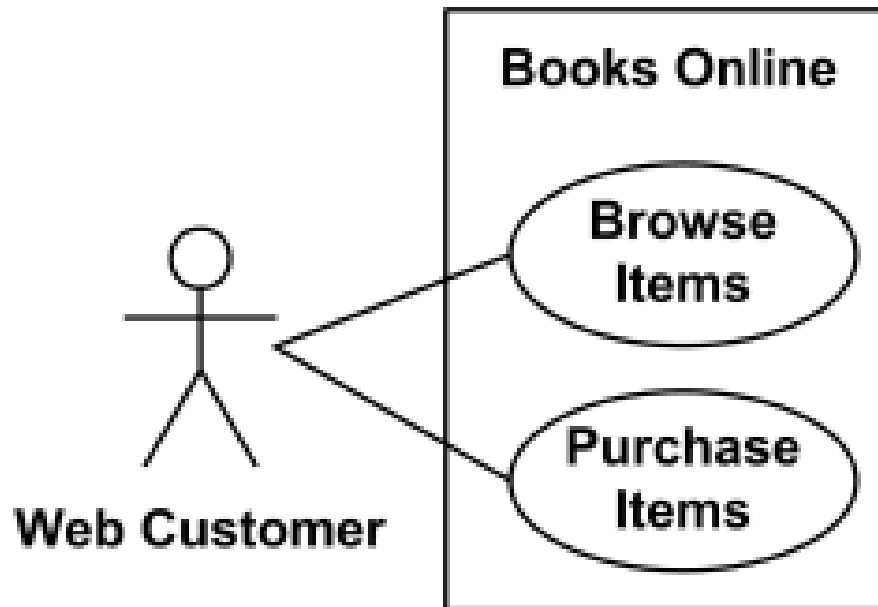 Books Online
Browse
Items
Purchase
Items
Web Customer